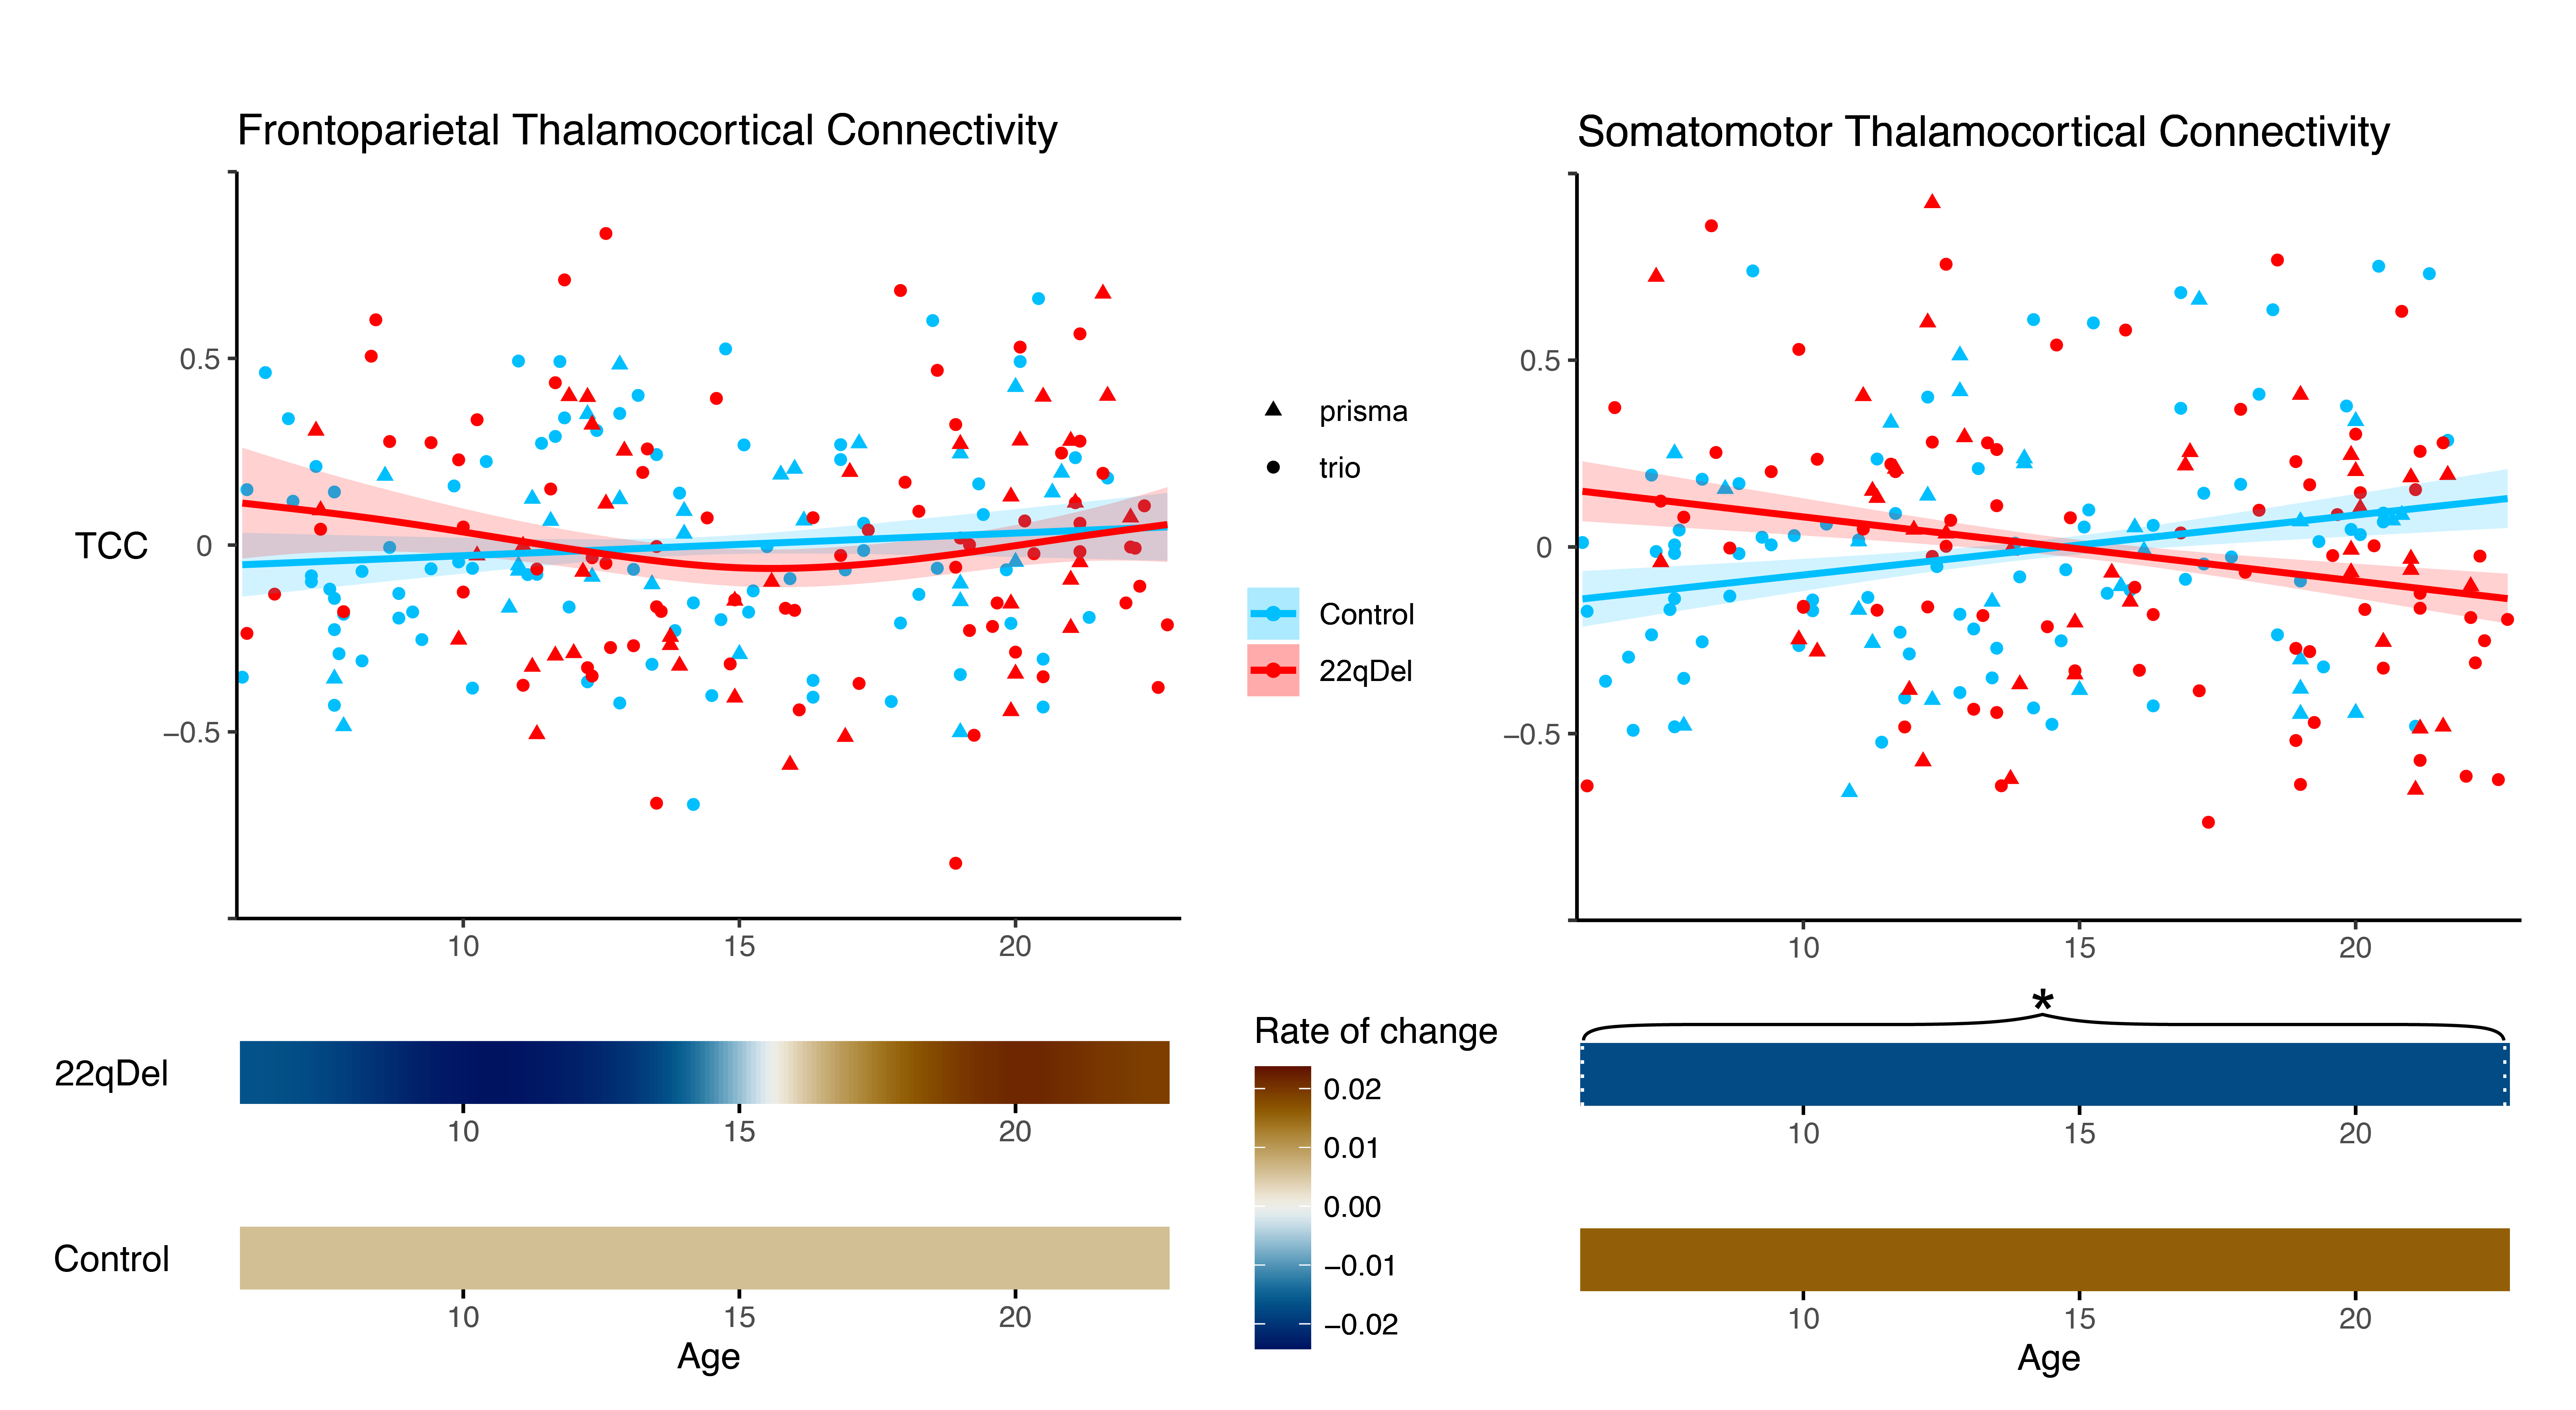 Frontoparietal Thalamocortical Connectivity
TCC
0.5
0
−0.5
10 15 20
prisma
trio
Control
22qDel
Somatomotor Thalamocortical Connectivity
0.5
0
−0.5
10 15 20
22qDel
10 15 20
Control
10 15 20
Age
Rate of change
0.02
0.01
0.00
−0.01
−0.02
*
10 15 20
10 15 20
Age